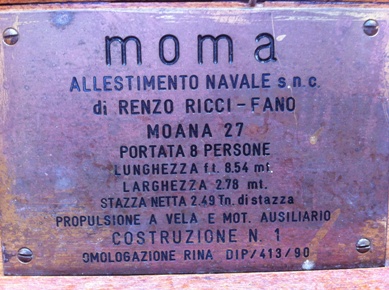 moma
ALLESTIMENTO NAVALE s.n.c.
di RENZO RICCI - FANO
MOANA 27
PORTATA 8 PERSONE
LUNGHEZZA ft. 8.54 mt.
LARGHEZZA 2.78 mt.
STAZZA NETTA 2.49 Tn. di stazza
PROPULSIONE A VELA E MOT. AUSILIARIO
COSTRUZIONE N. 1
OMOLOGAZIONE RINA DIP/413/90